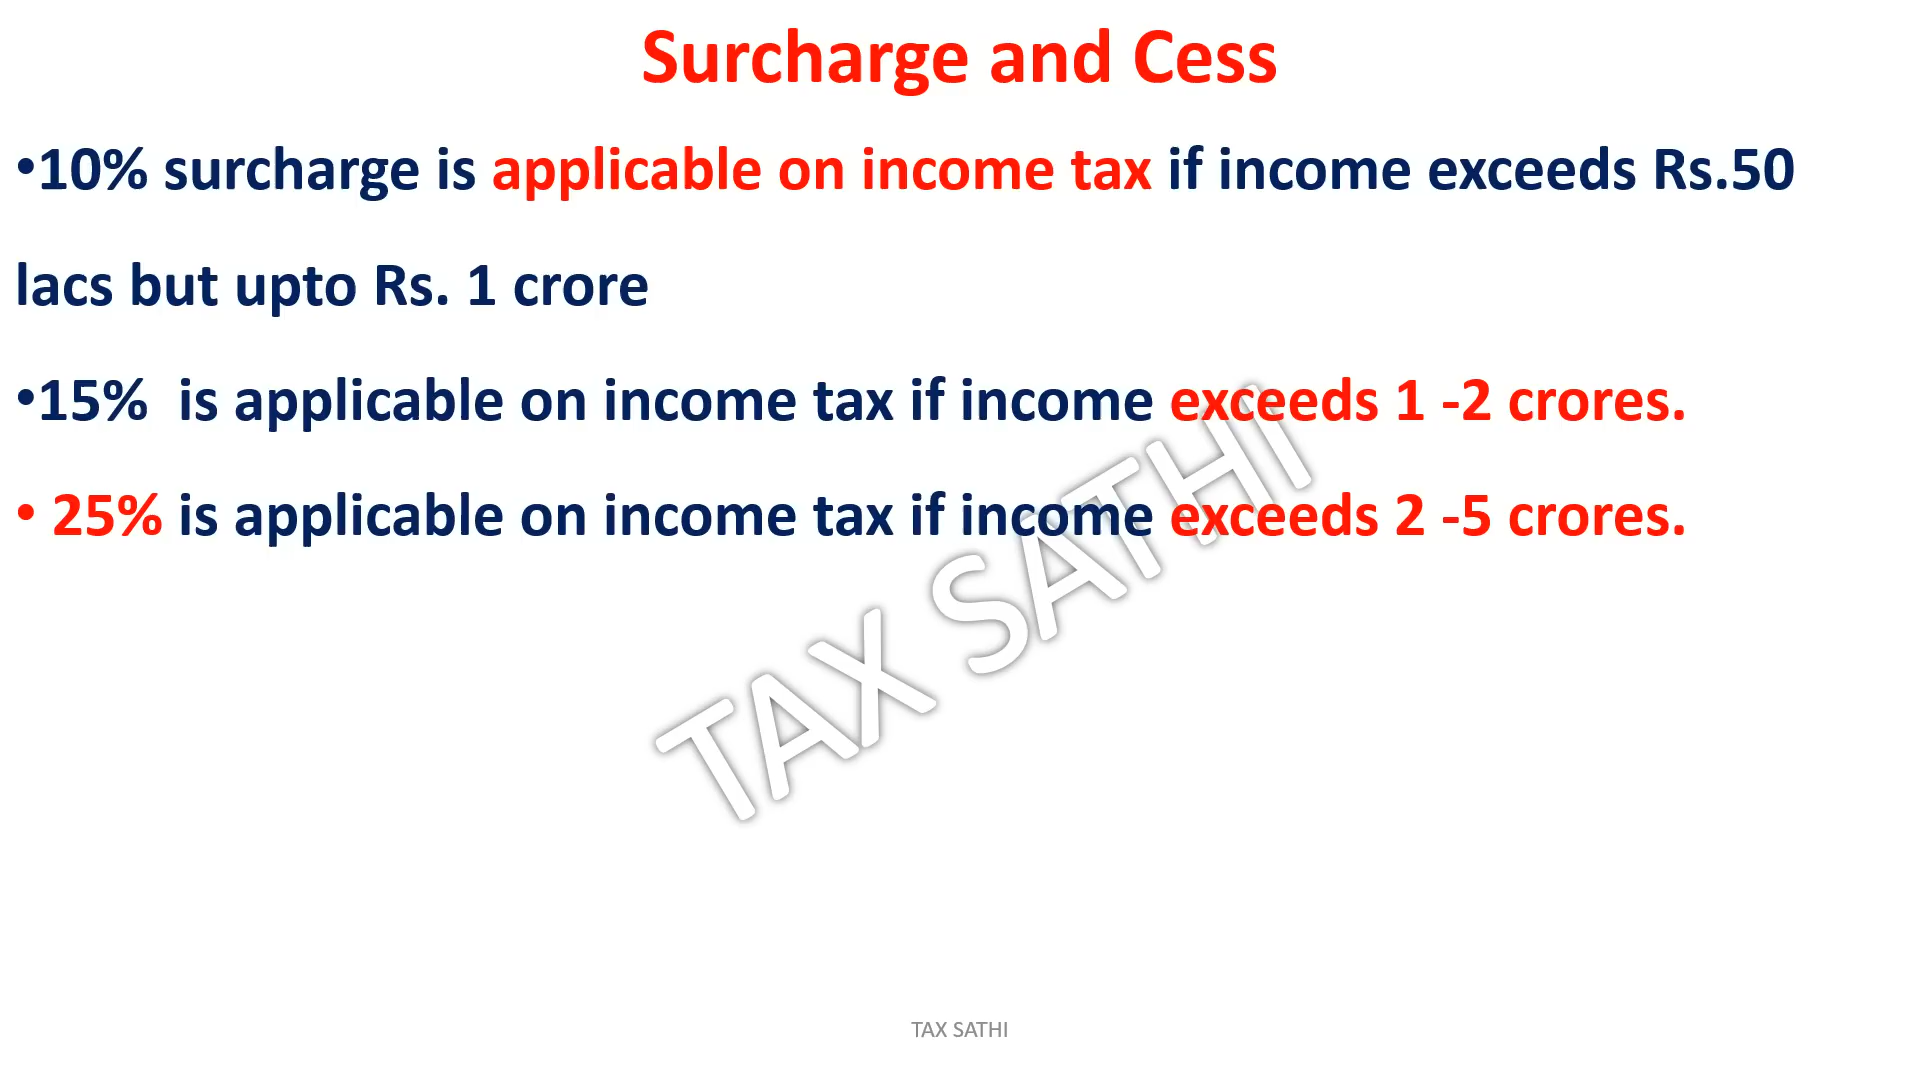 Surcharge and Cess
•10% surcharge is applicable on income tax if income exceeds Rs.50
lacs but upto Rs. 1 crore
•15%  is applicable on income tax if income exceeds 1 -2 crores.
• 25% is applicable on income tax if income exceeds 2 -5 crores.
TAX SATHI
TAX SATHI